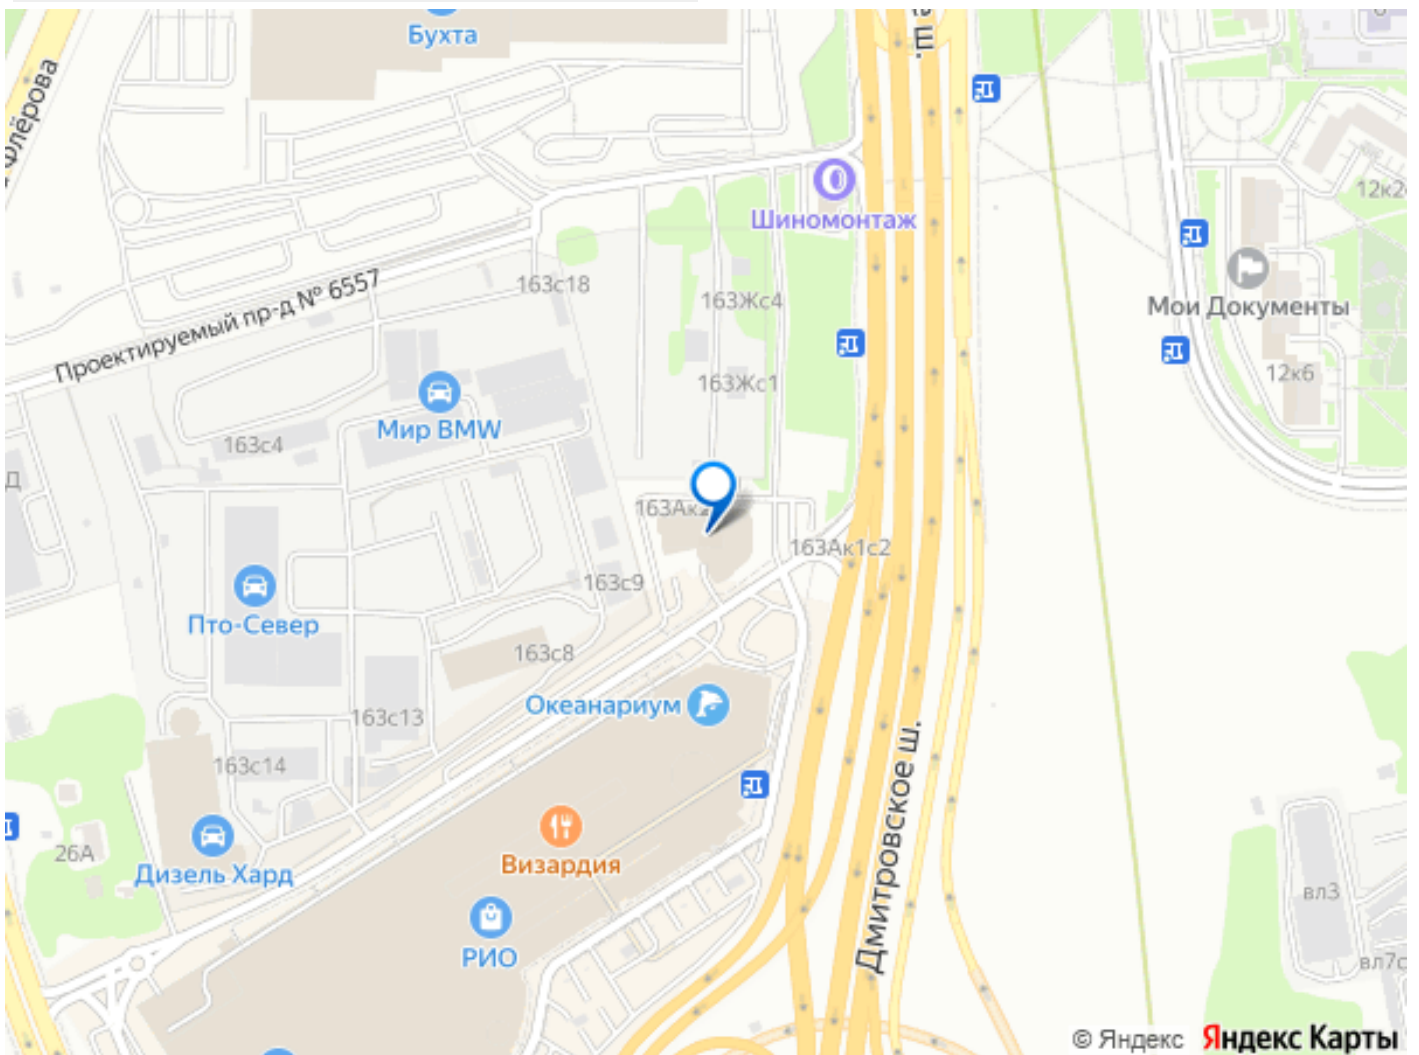 Бухта
Флёрова
ш.
Шиномонтаж
12к2
Мои Документы
163с18
163Жс4
Проектируемый пр-д № 6557
163Жс1
12к6
Мир BMW
163с4
163Ак2
163Ак1с2
163с9
Пто-Север
163с8
Океанариум
163с13
Дмитровское ш.
163с14
26А
Визардия
Дизель Хард
вл3
РИО
вл7с
© Яндекс Яндекс Карты